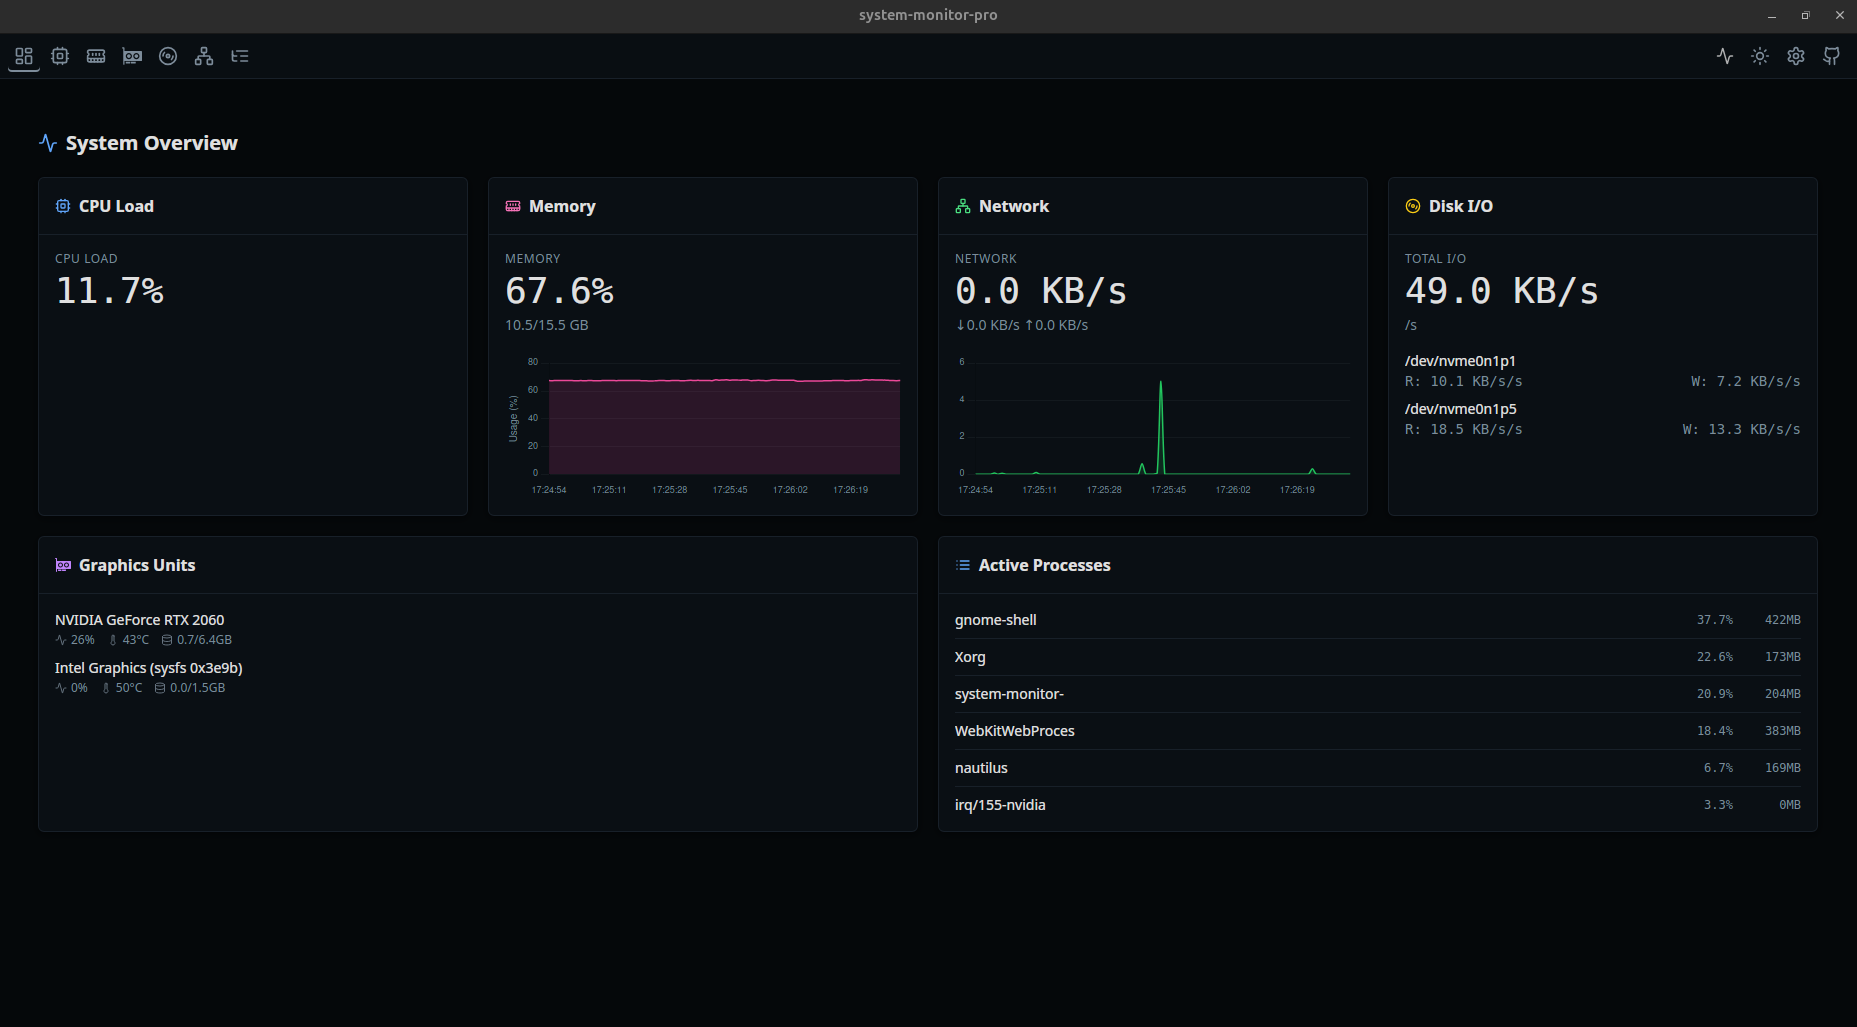 system-monitor-pro
System Overview
CPU Load
CPU LOAD
11.7%
Memory
MEMORY
67.6%
10.5/15.5 GB
Usage (%)
80
60
40
20
0
17:24:54 17:25:11 17:25:28 17:25:45 17:26:02 17:26:19
Network
NETWORK
0.0 KB/s
↓0.0 KB/s ↑0.0 KB/s
6
4
2
0
17:24:54 17:25:11 17:25:28 17:25:45 17:26:02 17:26:19
Disk I/O
TOTAL I/O
49.0 KB/s
/s
/dev/nvme0n1p1
R: 10.1 KB/s/s W: 7.2 KB/s/s
/dev/nvme0n1p5
R: 18.5 KB/s/s W: 13.3 KB/s/s
Graphics Units
NVIDIA GeForce RTX 2060
26% 43°C 0.7/6.4GB
Intel Graphics (sysfs 0x3e9b)
0% 50°C 0.0/1.5GB
Active Processes
gnome-shell 37.7% 422MB
Xorg 22.6% 173MB
system-monitor- 20.9% 204MB
WebKitWebProces 18.4% 383MB
nautilus 6.7% 169MB
irq/155-nvidia 3.3% 0MB